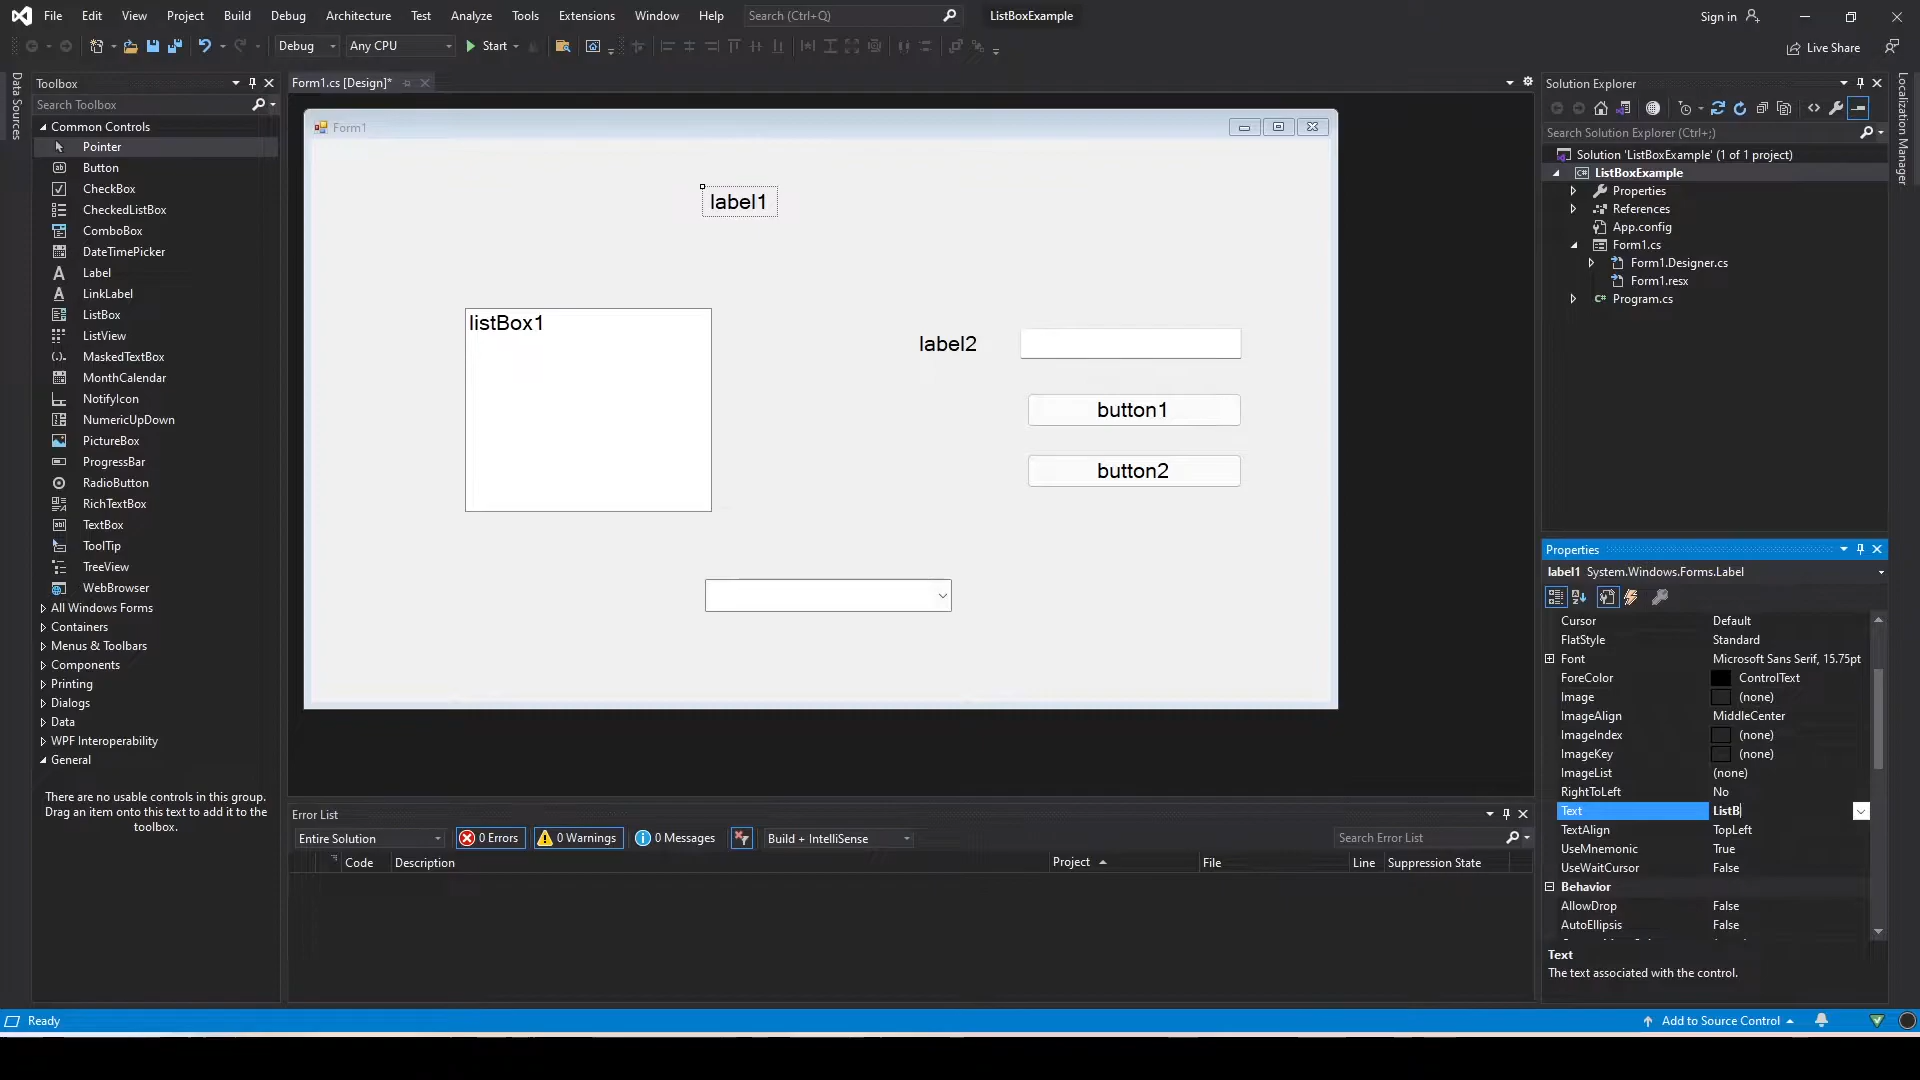 File Edit View Project Build Debug Architecture Test Analyze Tools Extensions Window Help Search (Ctrl+Q) ListBoxExample Sign in
Debug Any CPU Start Live Share
Data Sources
Toolbox
Search Toolbox
Common Controls
Pointer
Button
CheckBox
CheckedListBox
ComboBox
DateTimePicker
Label
LinkLabel
ListBox
ListView
MaskedTextBox
MonthCalendar
NotifyIcon
NumericUpDown
PictureBox
ProgressBar
RadioButton
RichTextBox
TextBox
ToolTip
TreeView
WebBrowser
All Windows Forms
Containers
Menus & Toolbars
Components
Printing
Dialogs
Data
WPF Interoperability
General
There are no usable controls in this group.
Drag an item onto this text to add it to the
toolbox.
Form1.cs [Design]*
Form1
label1
listBox1
label2
button1
button2
Error List
Entire Solution 0 Errors 0 Warnings 0 Messages Build + IntelliSense Search Error List
Code Description Project File Line Suppression State
Solution Explorer
Search Solution Explorer (Ctrl+;)
Solution 'ListBoxExample' (1 of 1 project)
ListBoxExample
Properties
References
App.config
Form1.cs
Form1.Designer.cs
Form1.resx
Program.cs
Localization Manager
Properties
label1 System.Windows.Forms.Label
Cursor Default
FlatStyle Standard
Font Microsoft Sans Serif, 15.75pt
ForeColor ControlText
Image (none)
ImageAlign MiddleCenter
ImageIndex (none)
ImageKey (none)
ImageList (none)
RightToLeft No
Text ListB
TextAlign TopLeft
UseMnemonic True
UseWaitCursor False
Behavior
AllowDrop False
AutoEllipsis False
Text
The text associated with the control.
Ready Add to Source Control